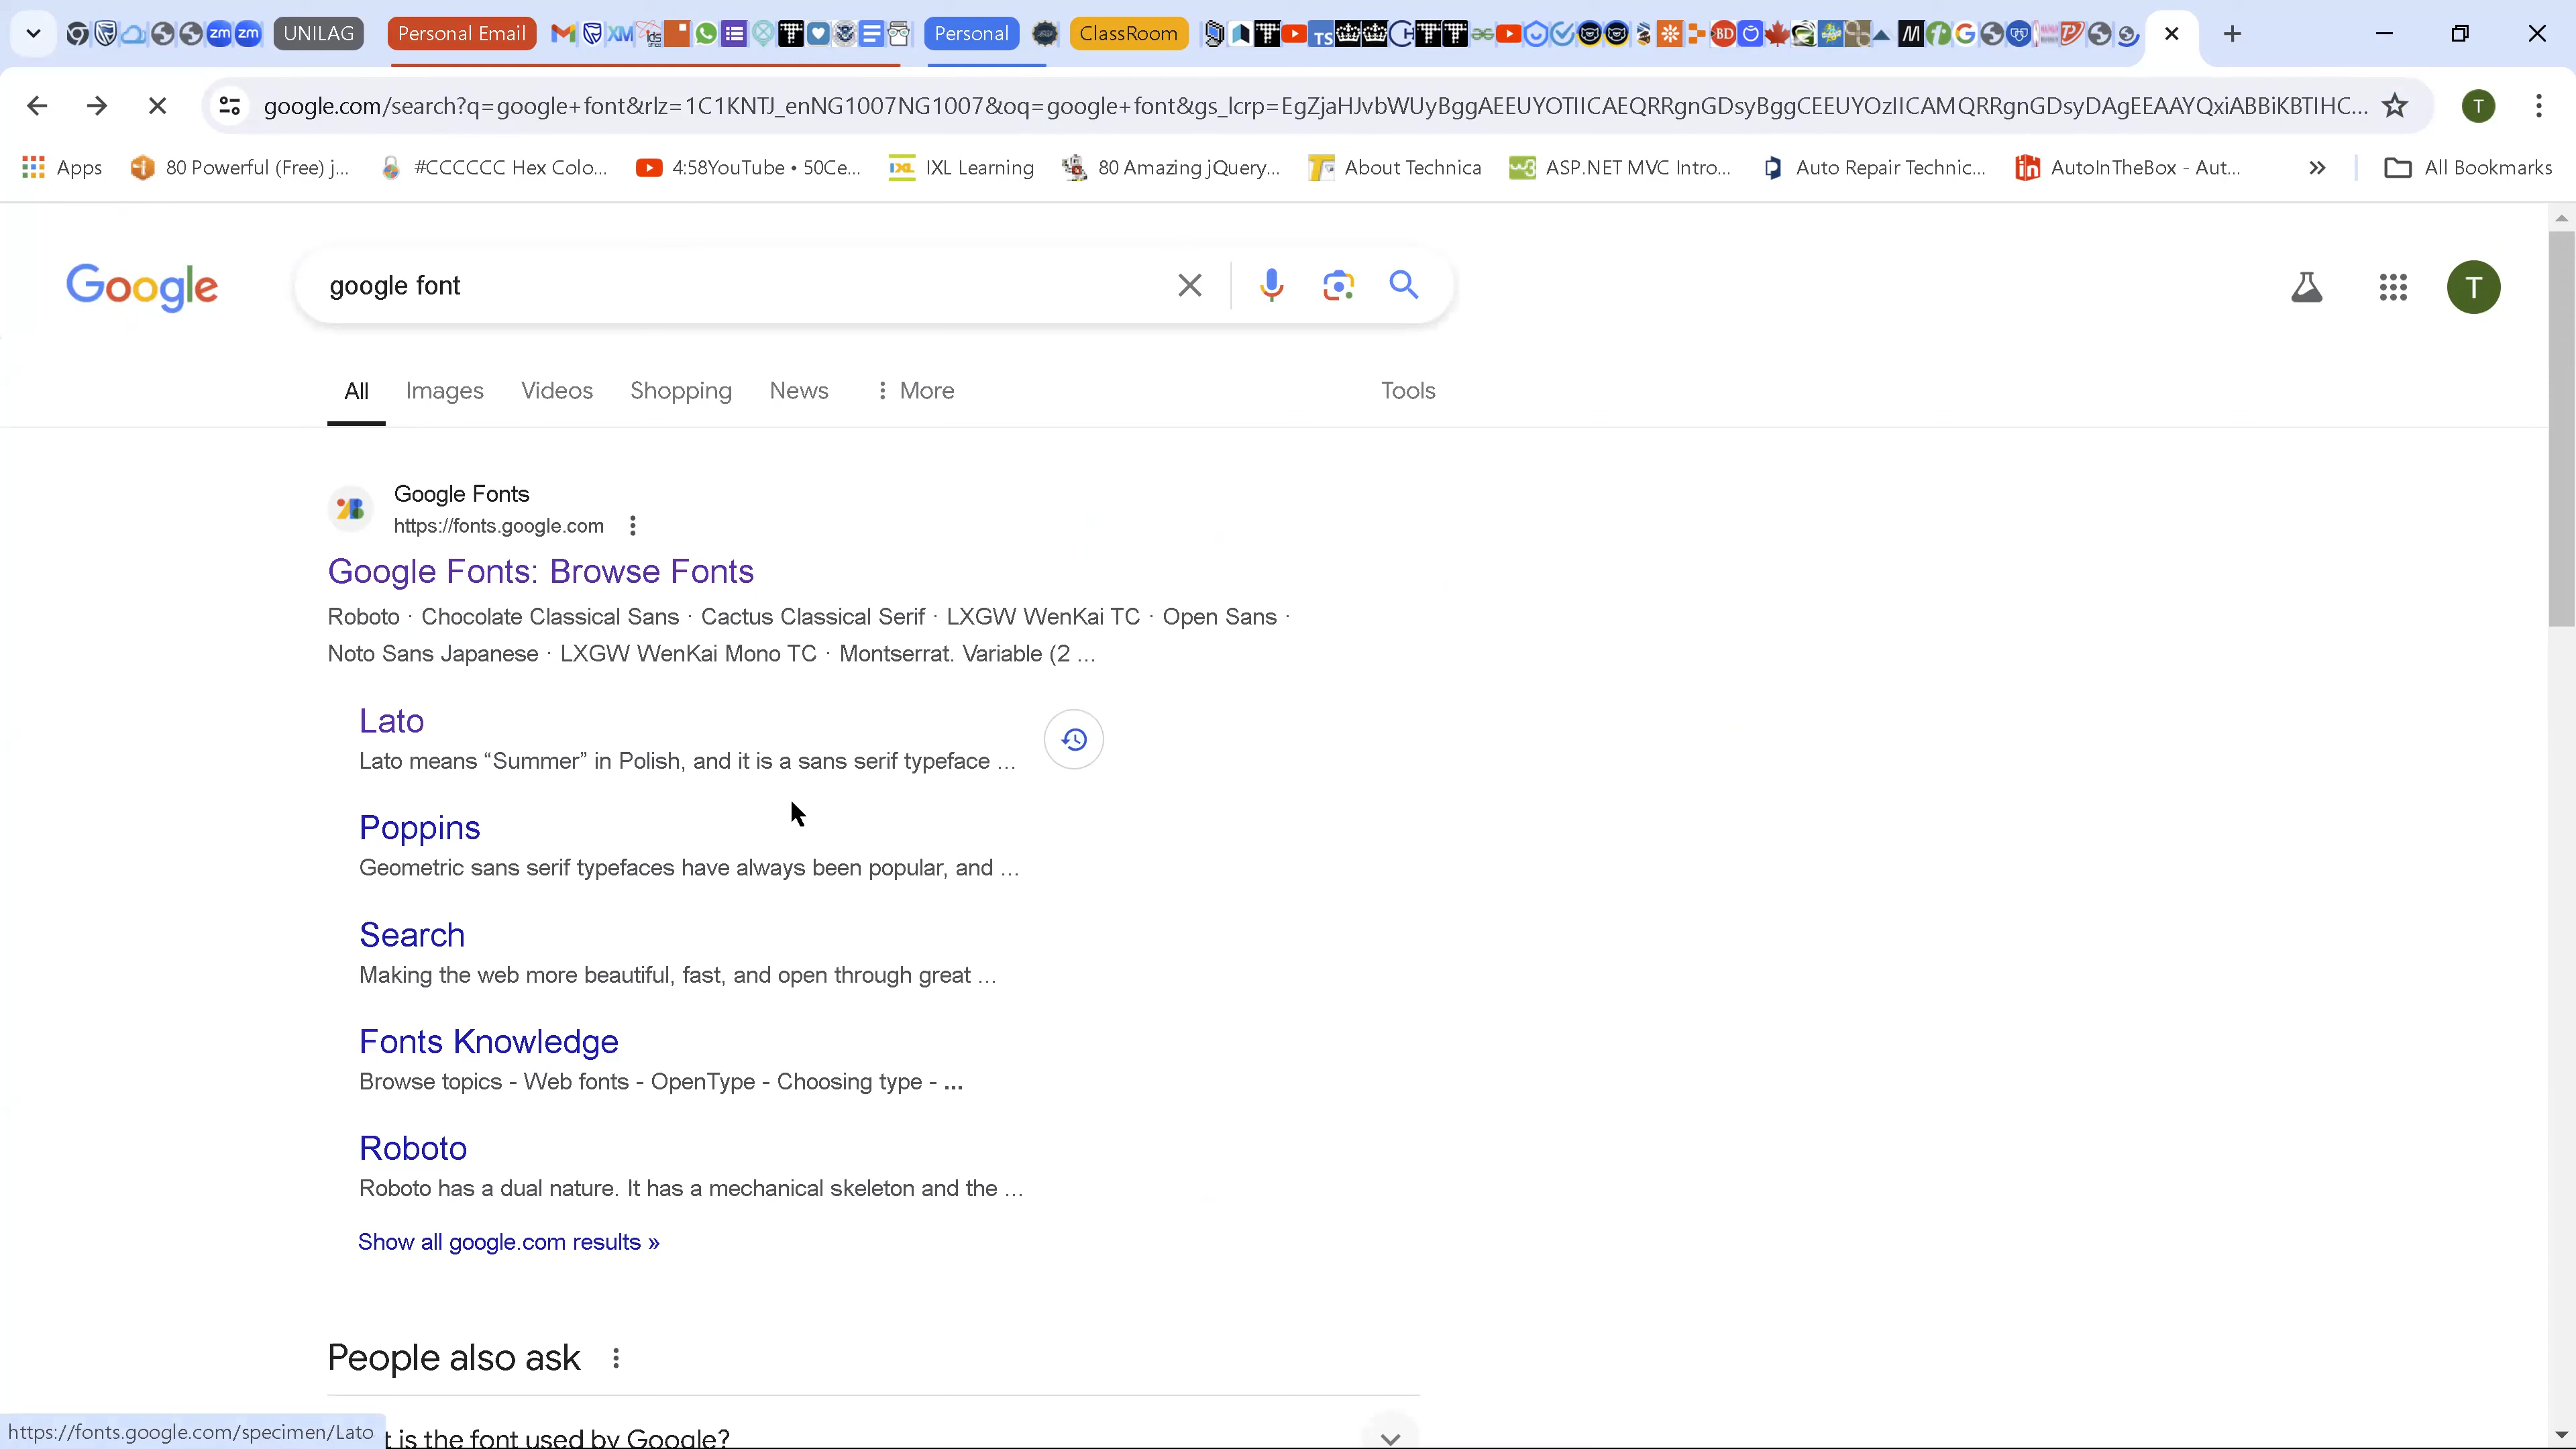 UNILAG Personal Email Personal ClassRoom
google.com/search?q=google+font&rlz=1C1KNTJ_enNG1007NG1007&oq=google+font&gs_lcrp=EgZjaHJvbWUyBggAEEUYOTIICAEQRRgnGDsyBggCEEUYOzIICAMQRRgnGDsyDAgEEAAYQxiABBiKBTIHC...
Apps 80 Powerful (Free) j... #CCCCCC Hex Colo... 4:58YouTube • 50Ce... IXL Learning 80 Amazing jQuery... About Technica ASP.NET MVC Intro... Auto Repair Technic... AutoInTheBox - Aut... » All Bookmarks
Google google font T
All Images Videos Shopping News More Tools
Google Fonts
https://fonts.google.com
Google Fonts: Browse Fonts
Roboto · Chocolate Classical Sans · Cactus Classical Serif · LXGW WenKai TC · Open Sans ·
Noto Sans Japanese · LXGW WenKai Mono TC · Montserrat. Variable (2 ...
Lato
Lato means “Summer” in Polish, and it is a sans serif typeface ...
Poppins
Geometric sans serif typefaces have always been popular, and ...
Search
Making the web more beautiful, fast, and open through great ...
Fonts Knowledge
Browse topics - Web fonts - OpenType - Choosing type - ...
Roboto
Roboto has a dual nature. It has a mechanical skeleton and the ...
Show all google.com results »
People also ask
https://fonts.google.com/specimen/Lato
t is the font used by Google?